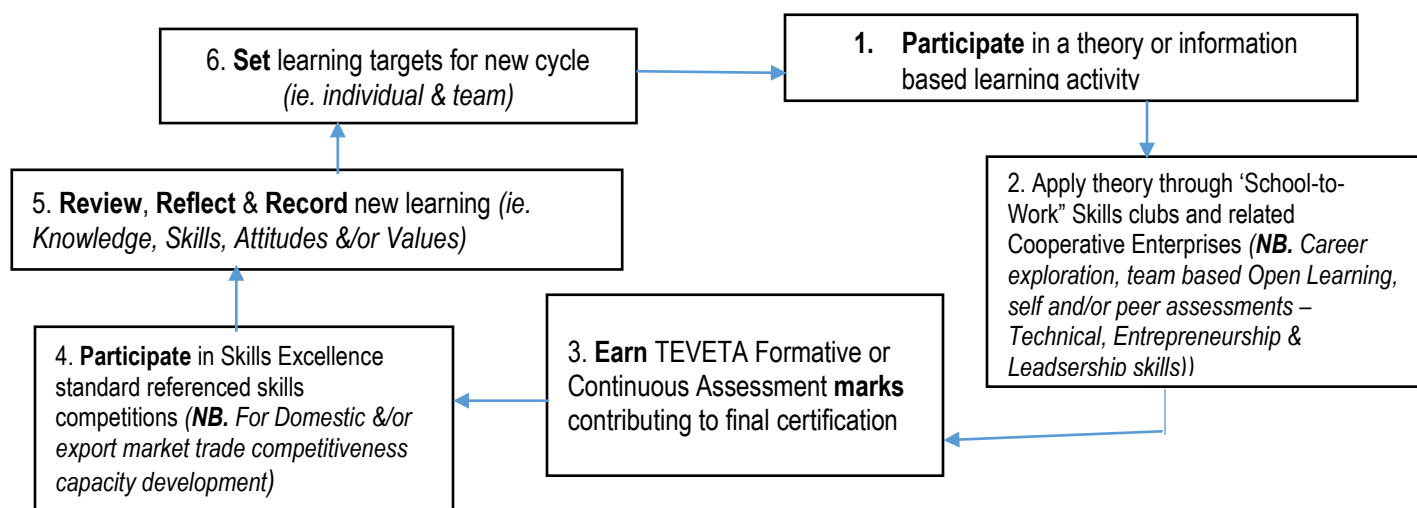 1. Participate in a theory or information
based learning activity
2. Apply theory through ‘School-to-
Work” Skills clubs and related
Cooperative Enterprises (NB. Career
exploration, team based Open Learning,
self and/or peer assessments –
Technical, Entrepreneurship &
Leadsership skills))
3. Earn TEVETA Formative or
Continuous Assessment marks
contributing to final certification
4. Participate in Skills Excellence
standard referenced skills
competitions (NB. For Domestic &/or
export market trade competitiveness
capacity development)
5. Review, Reflect & Record new learning (ie.
Knowledge, Skills, Attitudes &/or Values)
6. Set learning targets for new cycle
(ie. individual & team)